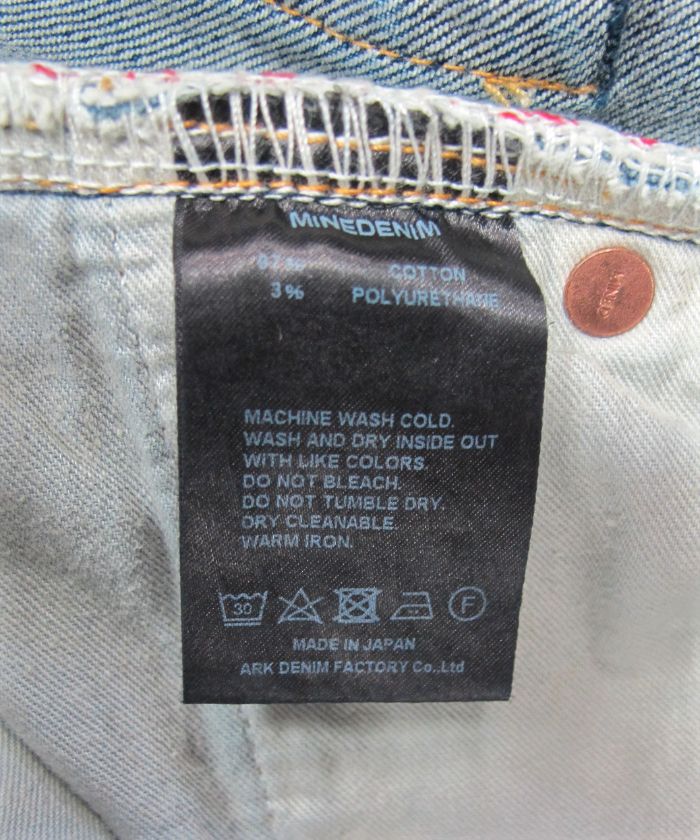 MINEDENIM
97% COTTON
3% POLYURETHANE
MACHINE WASH COLD.
WASH AND DRY INSIDE OUT
WITH LIKE COLORS.
DO NOT BLEACH.
DO NOT TUMBLE DRY.
DRY CLEANABLE.
WARM IRON.
30 F
MADE IN JAPAN
ARK DENIM FACTORY Co.,Ltd